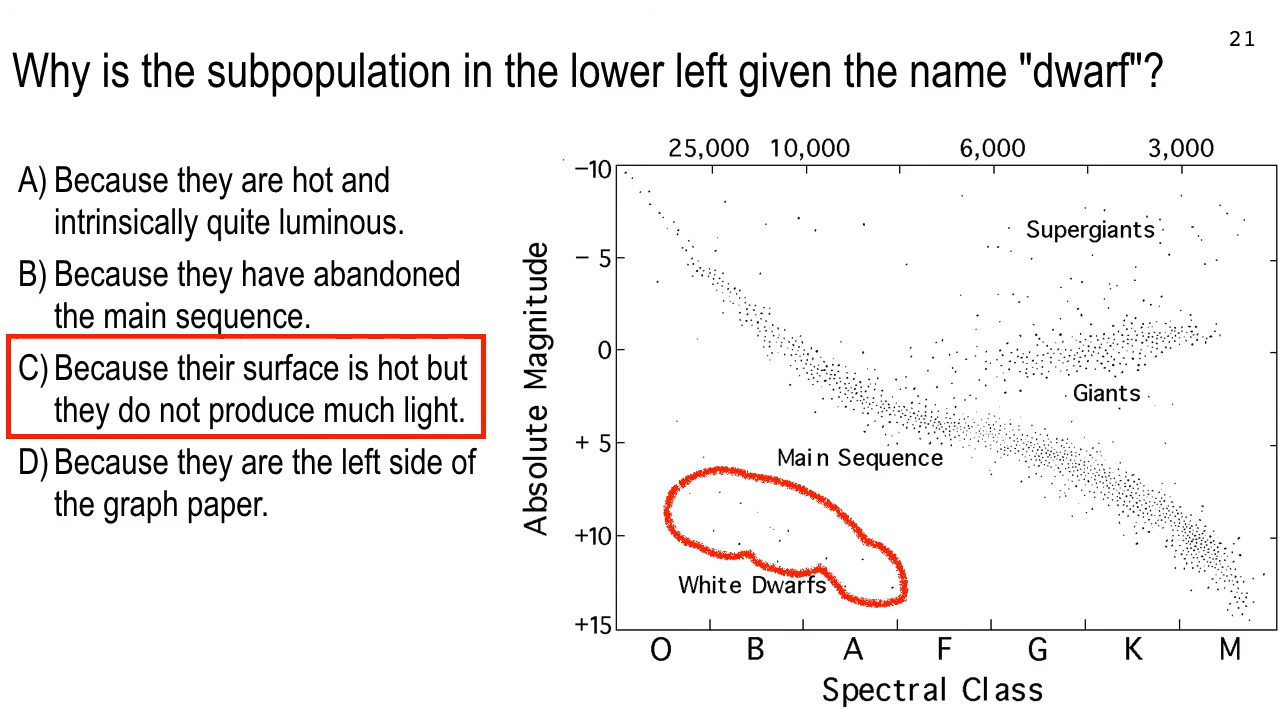 21
Why is the subpopulation in the lower left given the name "dwarf"?
A) Because they are hot and
intrinsically quite luminous.
B) Because they have abandoned
the main sequence.
C) Because their surface is hot but
they do not produce much light.
D) Because they are the left side of
the graph paper.
25,000 10,000 6,000 3,000
−10
− 5
0
+ 5
+10
+15
Absolute Magnitude
Supergiants
Giants
Main Sequence
White Dwarfs
O B A F G K M
Spectral Class